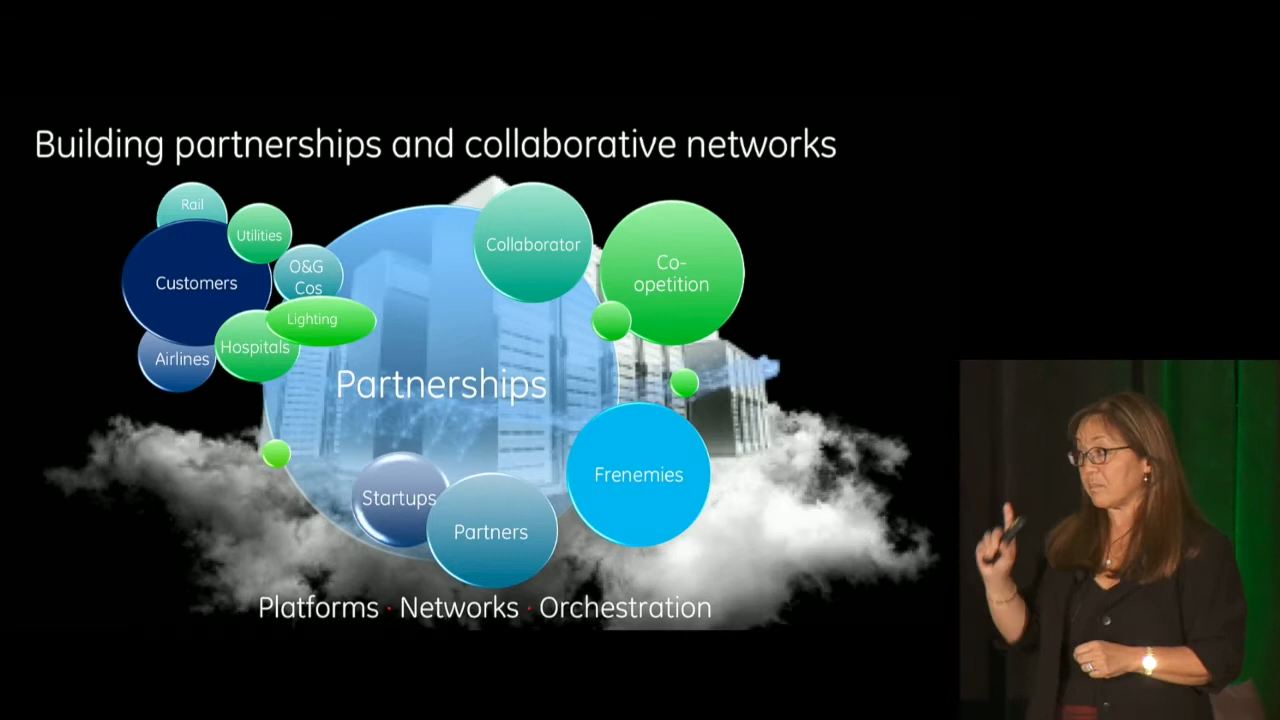 Building partnerships and collaborative networks
Rail
Utilities
Customers
O&G
Cos
Lighting
Airlines
Hospitals
Collaborator
Co-
opetition
Partnerships
Frenemies
Startups
Partners
Platforms · Networks · Orchestration